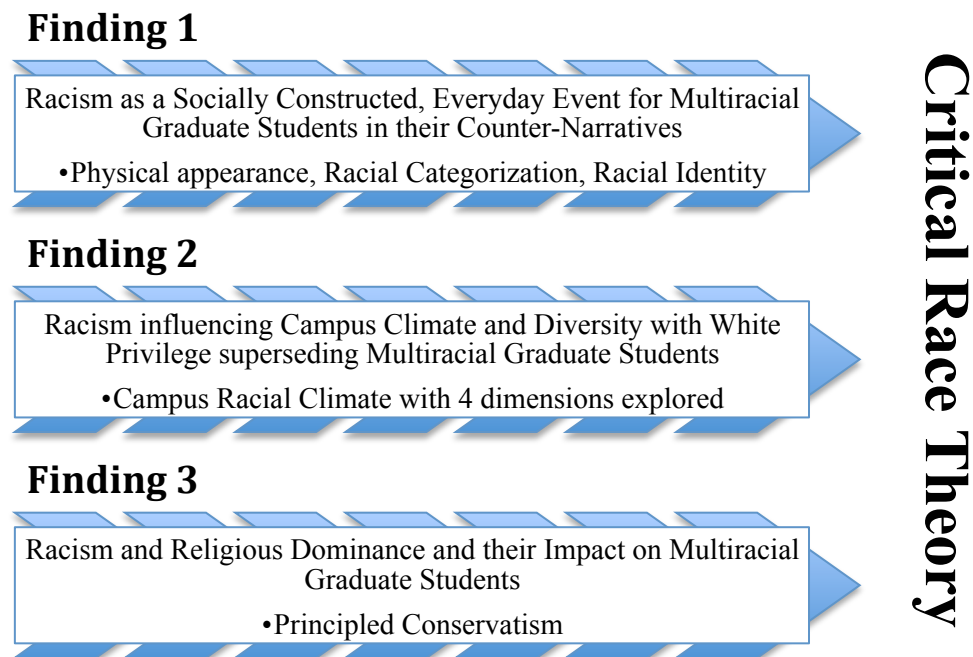 Finding 1
Racism as a Socially Constructed, Everyday Event for Multiracial
Graduate Students in their Counter-Narratives
•Physical appearance, Racial Categorization, Racial Identity
Finding 2
Racism influencing Campus Climate and Diversity with White
Privilege superseding Multiracial Graduate Students
•Campus Racial Climate with 4 dimensions explored
Finding 3
Racism and Religious Dominance and their Impact on Multiracial
Graduate Students
•Principled Conservatism
Critical Race Theory